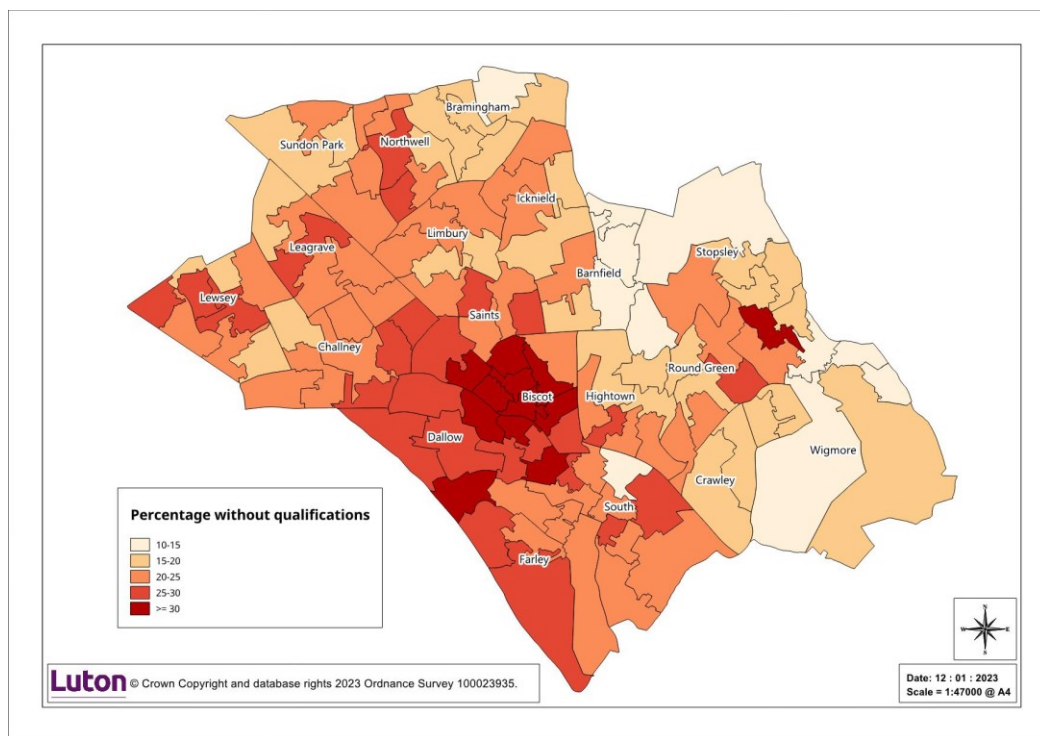 Bramingham
Sundon Park
Northwell
Icknield
Limbury
Leagrave
Stopsley
Barnfield
Lewsey
Saints
Challney
Round Green
Biscot
Hightown
Dallow
Wigmore
Crawley
South
Farley
Percentage without qualifications
10-15
15-20
20-25
25-30
>= 30
N
W E
S
Luton © Crown Copyright and database rights 2023 Ordnance Survey 100023935.
Date: 12 : 01 : 2023
Scale = 1:47000 @ A4